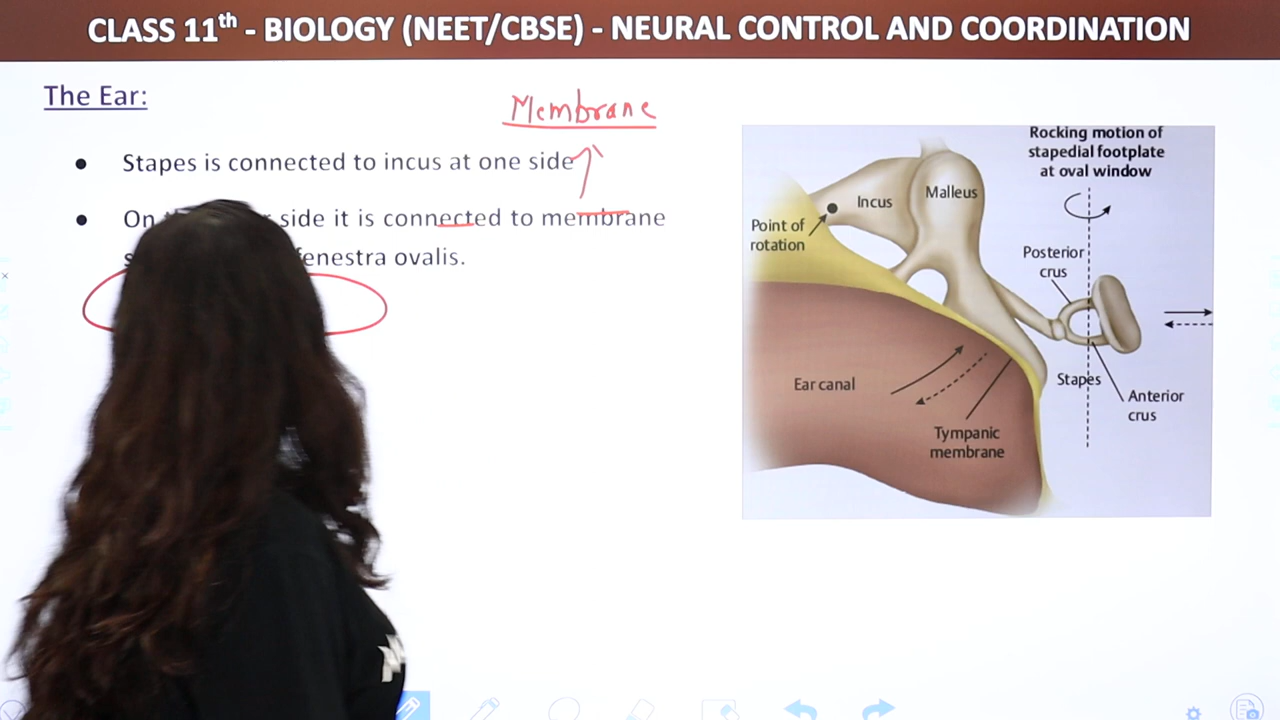 CLASS 11th - BIOLOGY (NEET/CBSE) - NEURAL CONTROL AND COORDINATION
The Ear:
Membrane
● Stapes is connected to incus at one side
● On side it is connected to membrane
fenestra ovalis.
Rocking motion of
stapedial footplate
at oval window
Incus
Malleus
Point of
rotation
Posterior
crus
Ear canal
Stapes
Anterior
crus
Tympanic
membrane